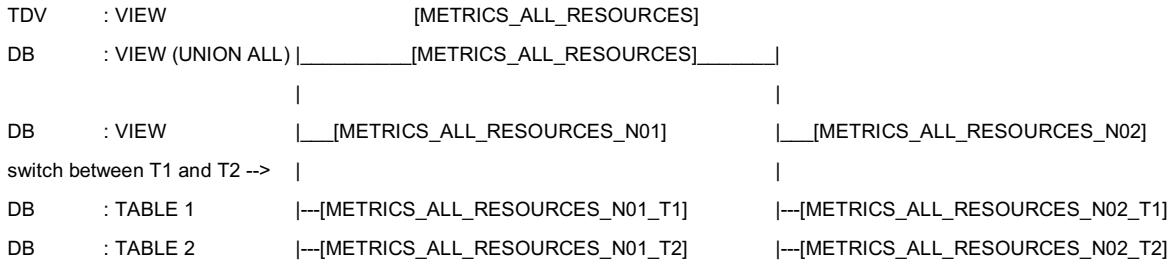 TDV : VIEW [METRICS_ALL_RESOURCES]
DB : VIEW (UNION ALL) |__________[METRICS_ALL_RESOURCES]_______|
| |
DB : VIEW |___[METRICS_ALL_RESOURCES_N01] |___[METRICS_ALL_RESOURCES_N02]
switch between T1 and T2 --> | |
DB : TABLE 1 |---[METRICS_ALL_RESOURCES_N01_T1] |---[METRICS_ALL_RESOURCES_N02_T1]
DB : TABLE 2 |---[METRICS_ALL_RESOURCES_N01_T2] |---[METRICS_ALL_RESOURCES_N02_T2]